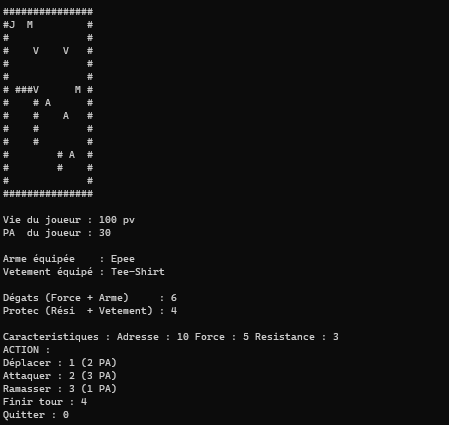 ###############
#J  M         #
#             #
#    V    V   #
#             #
#             #
# ###V      M #
#    # A      #
#    #    A   #
#    #        #
#    #        #
#        # A  #
#        #    #
#             #
###############
Vie du joueur : 100 pv
PA  du joueur : 30
Arme équipée    : Epee
Vetement équipé : Tee-Shirt
Dégats (Force + Arme)     : 6
Protec (Rési  + Vetement) : 4
Caracteristiques : Adresse : 10 Force : 5 Resistance : 3
ACTION :
Déplacer : 1 (2 PA)
Attaquer : 2 (3 PA)
Ramasser : 3 (1 PA)
Finir tour : 4
Quitter : 0